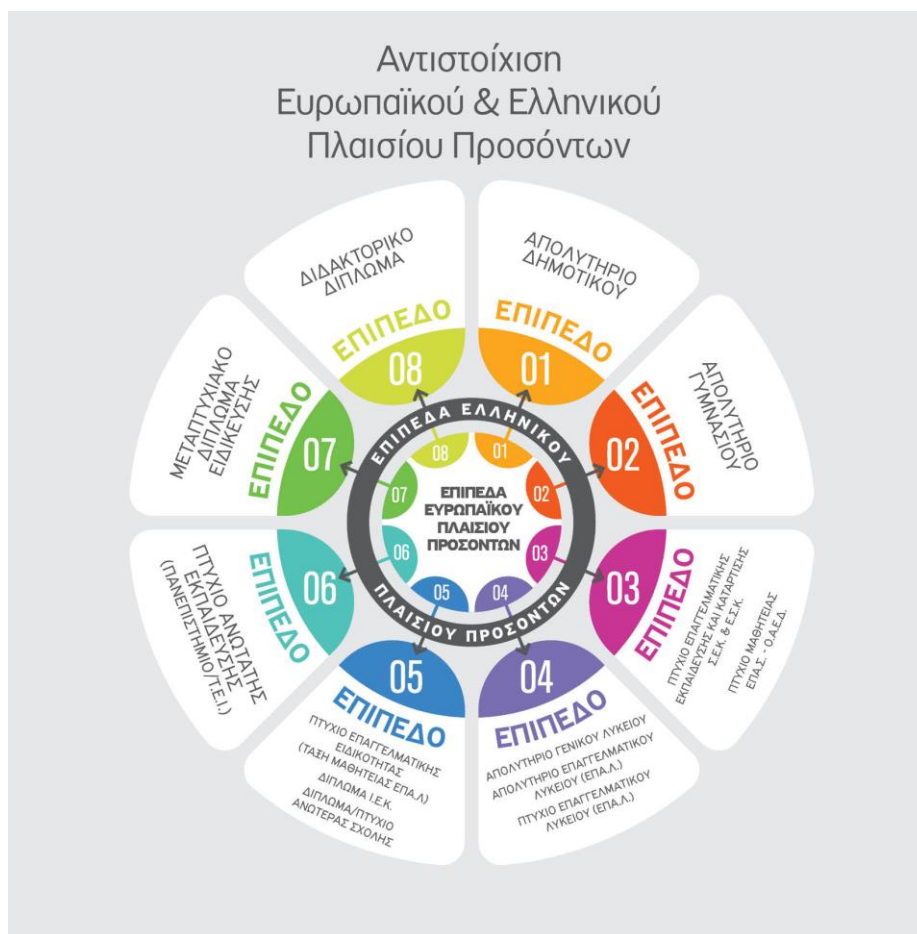 Αντιστοίχιση
Ευρωπαϊκού & Ελληνικού
Πλαισίου Προσόντων
ΑΠΟΛΥΤΗΡΙΟ
ΔΗΜΟΤΙΚΟΥ
ΕΠΙΠΕΔΟ
01
ΑΠΟΛΥΤΗΡΙΟ
ΓΥΜΝΑΣΙΟΥ
ΕΠΙΠΕΔΟ
02
ΠΤΥΧΙΟ ΕΠΑΓΓΕΛΜΑΤΙΚΗΣ
ΕΚΠΑΙΔΕΥΣΗΣ ΚΑΙ ΚΑΤΑΡΤΙΣΗΣ
Σ.Ε.Κ. & Ε.Σ.Κ.
ΠΤΥΧΙΟ ΜΑΘΗΤΕΙΑΣ
ΕΠΑ.Σ. - Ο.Α.Ε.Δ.
ΕΠΙΠΕΔΟ
03
04
ΕΠΙΠΕΔΟ
ΑΠΟΛΥΤΗΡΙΟ ΓΕΝΙΚΟΥ ΛΥΚΕΙΟΥ
ΑΠΟΛΥΤΗΡΙΟ ΕΠΑΓΓΕΛΜΑΤΙΚΟΥ
ΛΥΚΕΙΟΥ (ΕΠΑ.Λ.)
ΠΤΥΧΙΟ ΕΠΑΓΓΕΛΜΑΤΙΚΟΥ
ΛΥΚΕΙΟΥ (ΕΠΑ.Λ.)
05
ΕΠΙΠΕΔΟ
ΠΤΥΧΙΟ ΕΠΑΓΓΕΛΜΑΤΙΚΗΣ
ΕΙΔΙΚΟΤΗΤΑΣ
(ΤΑΞΗ ΜΑΘΗΤΕΙΑΣ ΕΠΑ.Λ)
ΔΙΠΛΩΜΑ Ι.Ε.Κ.
ΔΙΠΛΩΜΑ/ΠΤΥΧΙΟ
ΑΝΩΤΕΡΑΣ ΣΧΟΛΗΣ
06
ΕΠΙΠΕΔΟ
ΠΤΥΧΙΟ ΑΝΩΤΑΤΗΣ
ΕΚΠΑΙΔΕΥΣΗΣ
(ΠΑΝΕΠΙΣΤΗΜΙΟ/Τ.Ε.Ι.)
07
ΕΠΙΠΕΔΟ
ΜΕΤΑΠΤΥΧΙΑΚΟ
ΔΙΠΛΩΜΑ
ΕΙΔΙΚΕΥΣΗΣ
ΔΙΔΑΚΤΟΡΙΚΟ
ΔΙΠΛΩΜΑ
ΕΠΙΠΕΔΟ
08
ΕΠΙΠΕΔΑ ΕΛΛΗΝΙΚΟΥ
ΠΛΑΙΣΙΟΥ ΠΡΟΣΟΝΤΩΝ
01
02
03
04
05
06
07
08
ΕΠΙΠΕΔΑ
ΕΥΡΩΠΑΪΚΟΥ
ΠΛΑΙΣΙΟΥ
ΠΡΟΣΟΝΤΩΝ